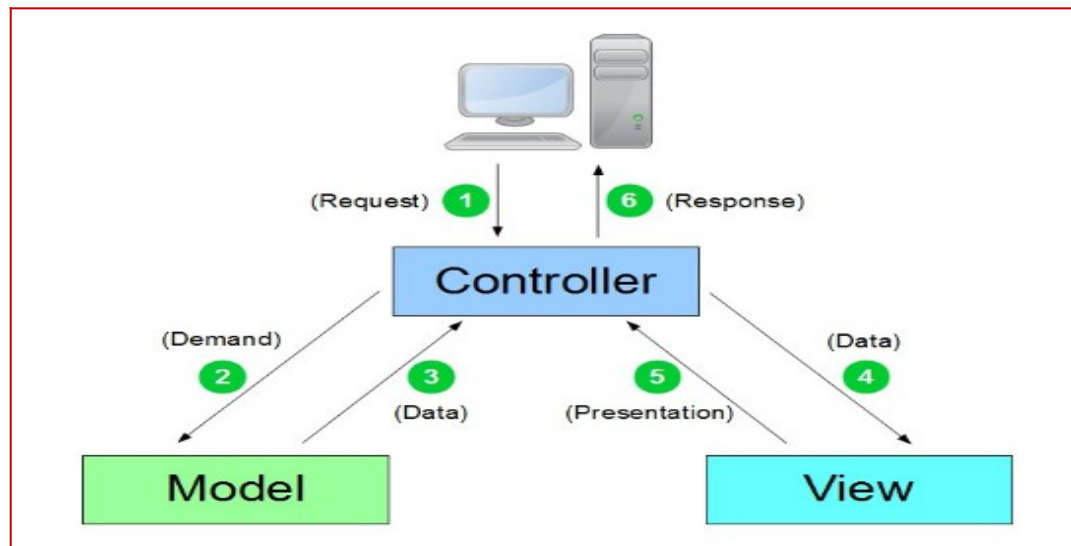 (Request) 1
6 (Response)
Controller
(Demand)
2
3
(Data)
(Data)
4
5
(Presentation)
Model
View